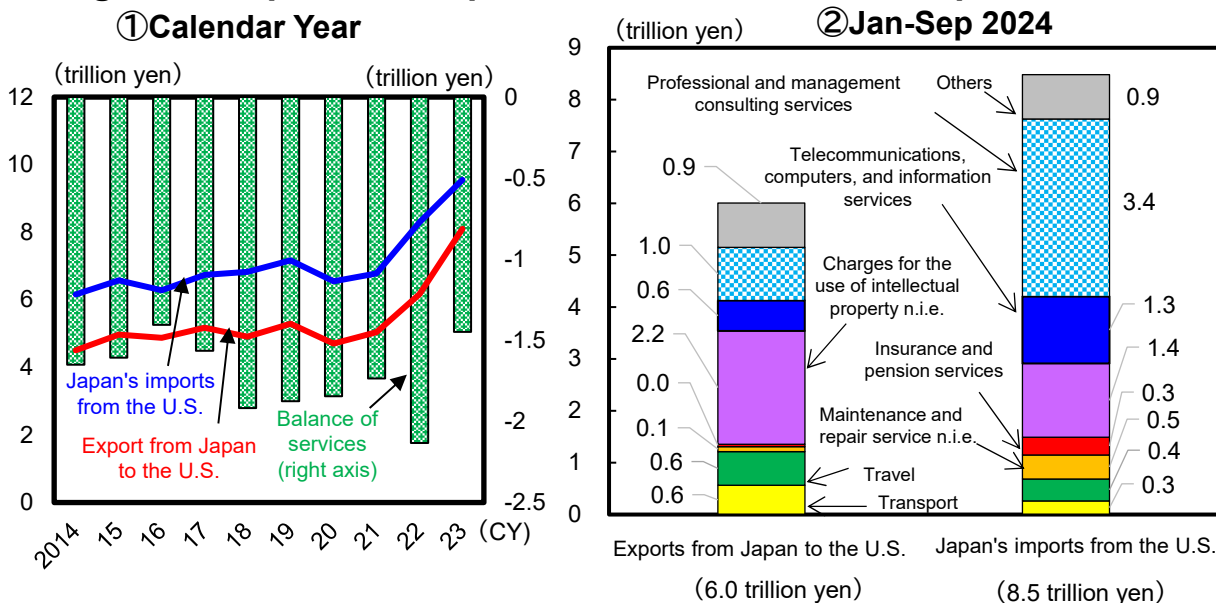 ①Calendar Year
（trillion yen）
（trillion yen）
12
10
8
6
4
2
0
0
-0.5
-1
-1.5
-2
-2.5
Japan's imports
from the U.S.
Export from Japan
to the U.S.
Balance of
services
(right axis)
2014
15
16
17
18
19
20
21
22
23
（CY）
②Jan-Sep 2024
（trillion yen）
9
8
7
6
5
4
3
2
1
0
Professional and management
consulting services
Others
Telecommunications,
computers, and information
services
Charges for the
use of intellectual
property n.i.e.
Insurance and
pension services
Maintenance and
repair service n.i.e.
Travel
Transport
0.9
1.0
0.6
2.2
0.0
0.1
0.6
0.6
0.9
3.4
1.3
1.4
0.3
0.5
0.4
0.3
Exports from Japan to the U.S.
（6.0 trillion yen）
Japan's imports from the U.S.
（8.5 trillion yen）